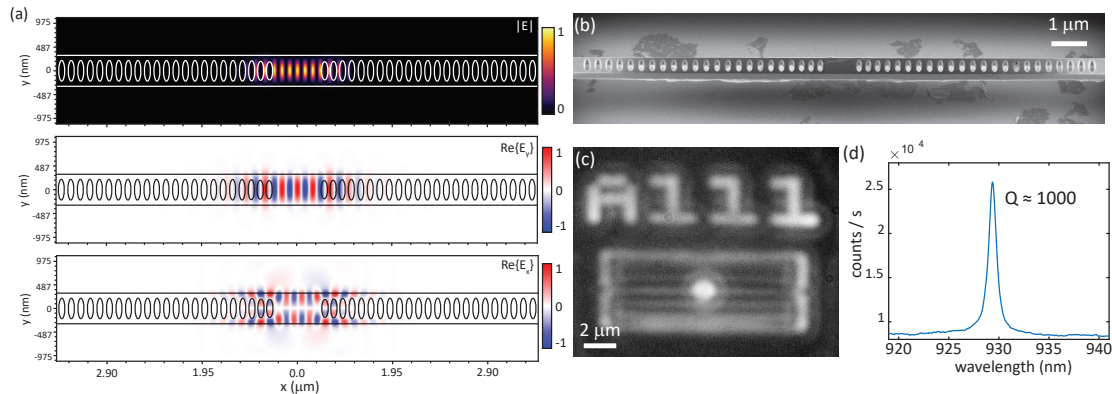 (a)
|E|
975
487
0
-487
-975
y (nm)
1
0
Re{E_y}
975
487
0
-487
-975
y (nm)
1
0
-1
Re{E_x}
975
487
0
-487
-975
y (nm)
1
0
-1
2.90
1.95
0.0
1.95
2.90
x (μm)
(b)
1 μm
(c)
A111
2 μm
(d)
× 10⁴
2.5
2
1.5
1
counts / s
Q ≈ 1000
920
925
930
935
940
wavelength (nm)